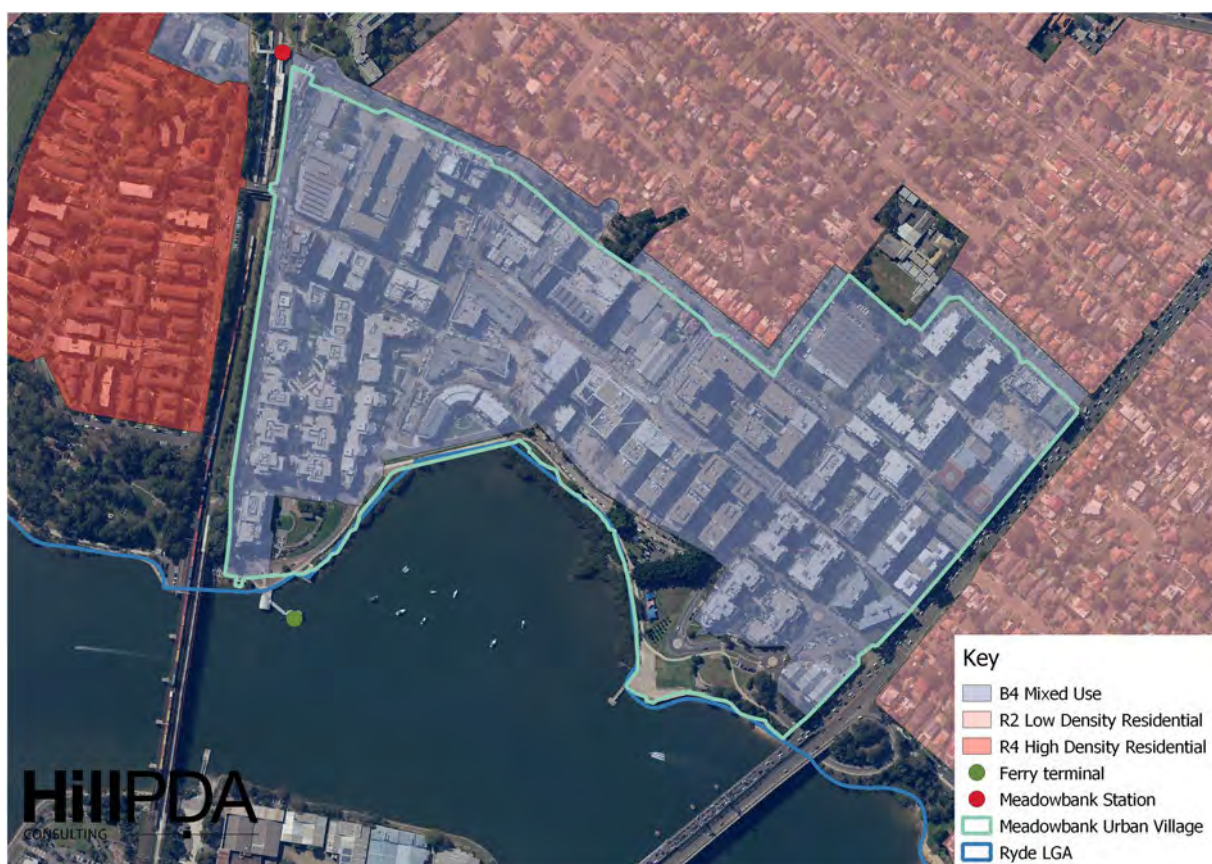 HillPDA
CONSULTING
Key
B4 Mixed Use
R2 Low Density Residential
R4 High Density Residential
Ferry terminal
Meadowbank Station
Meadowbank Urban Village
Ryde LGA